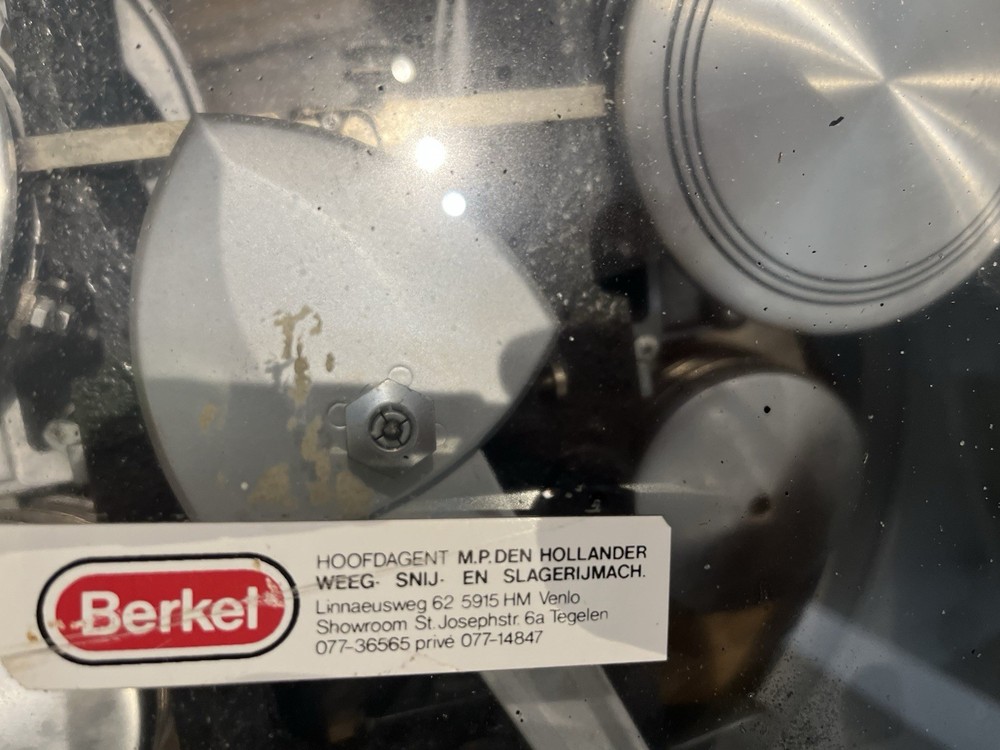 Berkel
HOOFDAGENT M.P. DEN HOLLANDER
WEEG- SNIJ- EN SLAGERIJMACH.
Linnaeusweg 62 5915 HM Venlo
Showroom St. Josephstr. 6a Tegelen
077-36565 privé 077-14847